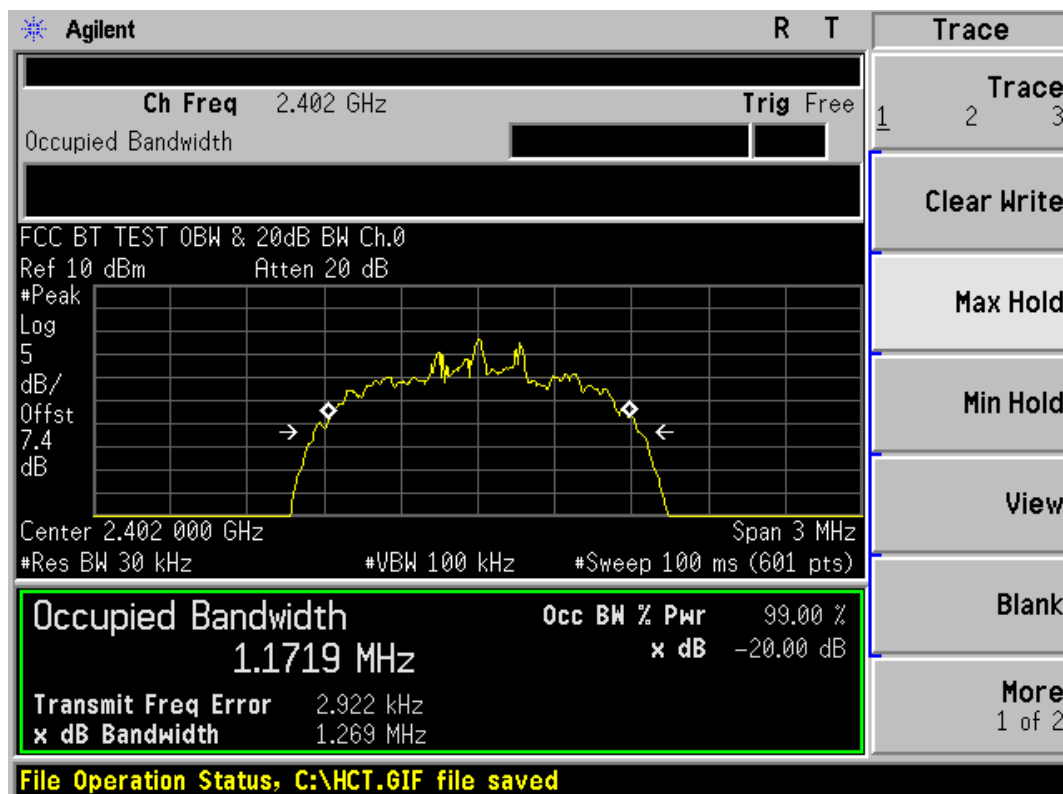 Agilent R T Trace
Ch Freq 2.402 GHz Trig Free
Occupied Bandwidth
Trace
1 2 3
Clear Write
Max Hold
Min Hold
View
Blank
More
1 of 2
FCC BT TEST OBW & 20dB BW Ch.0
Ref 10 dBm Atten 20 dB
#Peak
Log
5
dB/
Offst
7.4
dB
Center 2.402 000 GHz Span 3 MHz
#Res BW 30 kHz #VBW 100 kHz #Sweep 100 ms (601 pts)
Occupied Bandwidth Occ BW % Pwr 99.00 %
1.1719 MHz x dB -20.00 dB
Transmit Freq Error 2.922 kHz
x dB Bandwidth 1.269 MHz
File Operation Status, C:\HCT.GIF file saved